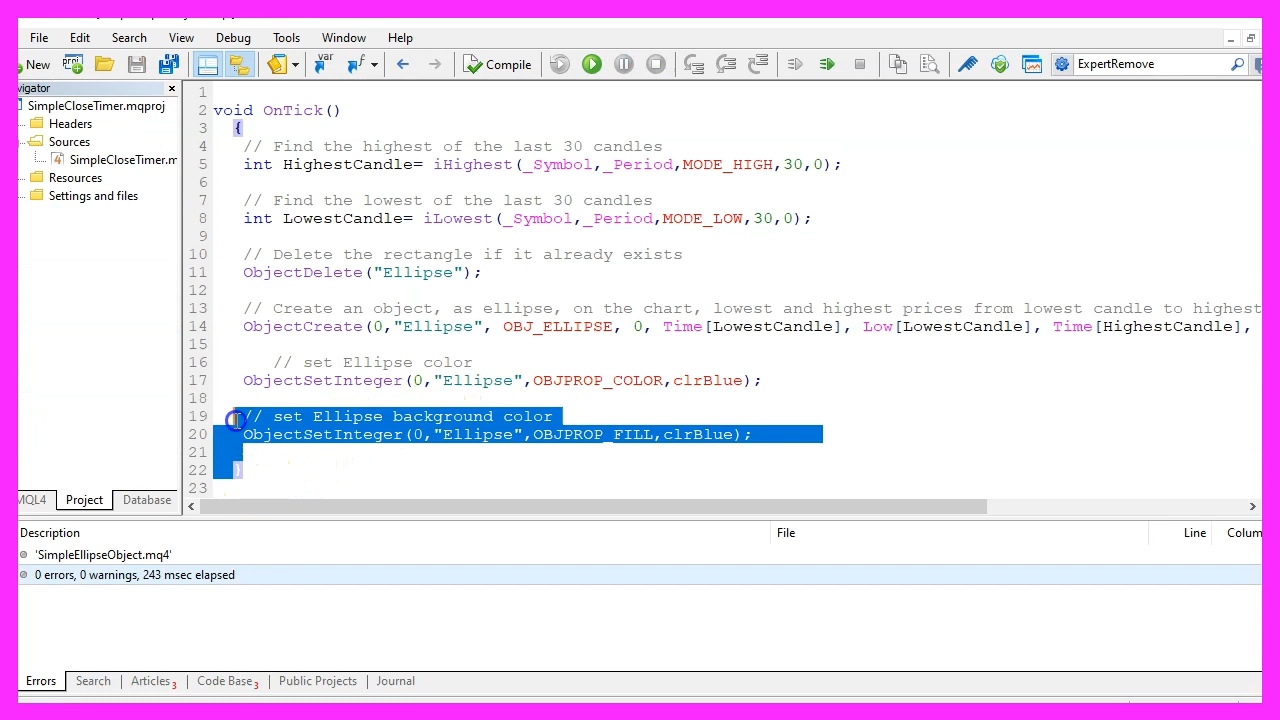 File Edit Search View Debug Tools Window Help
New var Compile ExpertRemove
vigator
SimpleCloseTimer.mqproj
Headers
Sources
SimpleCloseTimer.m
Resources
Settings and files
MQL4 Project Database
1
2 void OnTick()
3 {
4 // Find the highest of the last 30 candles
5 int HighestCandle= iHighest(_Symbol,_Period,MODE_HIGH,30,0);
6
7 // Find the lowest of the last 30 candles
8 int LowestCandle= iLowest(_Symbol,_Period,MODE_LOW,30,0);
9
10 // Delete the rectangle if it already exists
11 ObjectDelete("Ellipse");
12
13 // Create an object, as ellipse, on the chart, lowest and highest prices from lowest candle to highest
14 ObjectCreate(0,"Ellipse", OBJ_ELLIPSE, 0, Time[LowestCandle], Low[LowestCandle], Time[HighestCandle],
15
16 // set Ellipse color
17 ObjectSetInteger(0,"Ellipse",OBJPROP_COLOR,clrBlue);
18
19 // set Ellipse background color
20 ObjectSetInteger(0,"Ellipse",OBJPROP_FILL,clrBlue);
21
22 }
23
Description File Line Colum
'SimpleEllipseObject.mq4'
0 errors, 0 warnings, 243 msec elapsed
Errors Search Articles 3 Code Base 3 Public Projects Journal